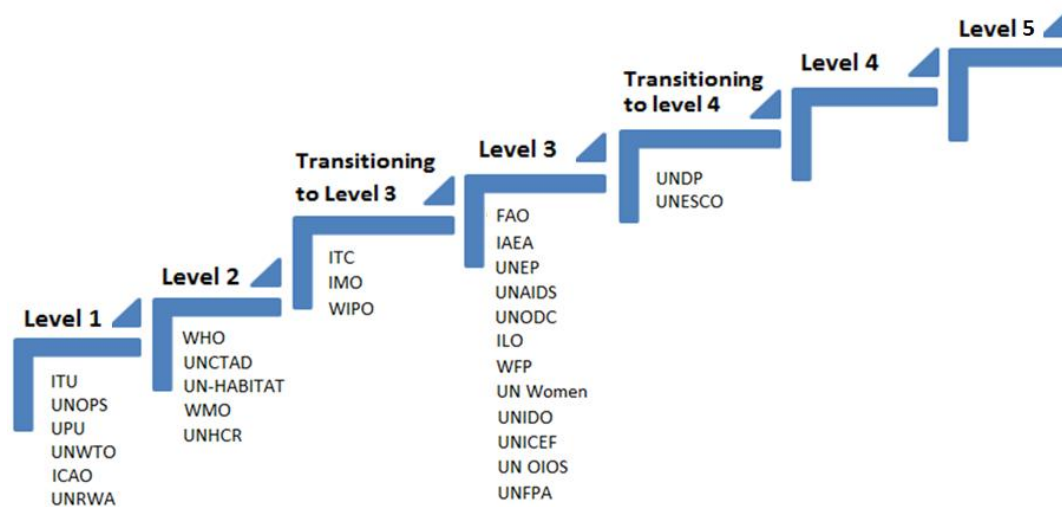 Level 1
ITU
UNOPS
UPU
UNWTO
ICAO
UNRWA
Level 2
WHO
UNCTAD
UN-HABITAT
WMO
UNHCR
Transitioning
to Level 3
ITC
IMO
WIPO
Level 3
FAO
IAEA
UNEP
UNAIDS
UNODC
ILO
WFP
UN Women
UNIDO
UNICEF
UN OIOS
UNFPA
Transitioning
to level 4
UNDP
UNESCO
Level 4
Level 5